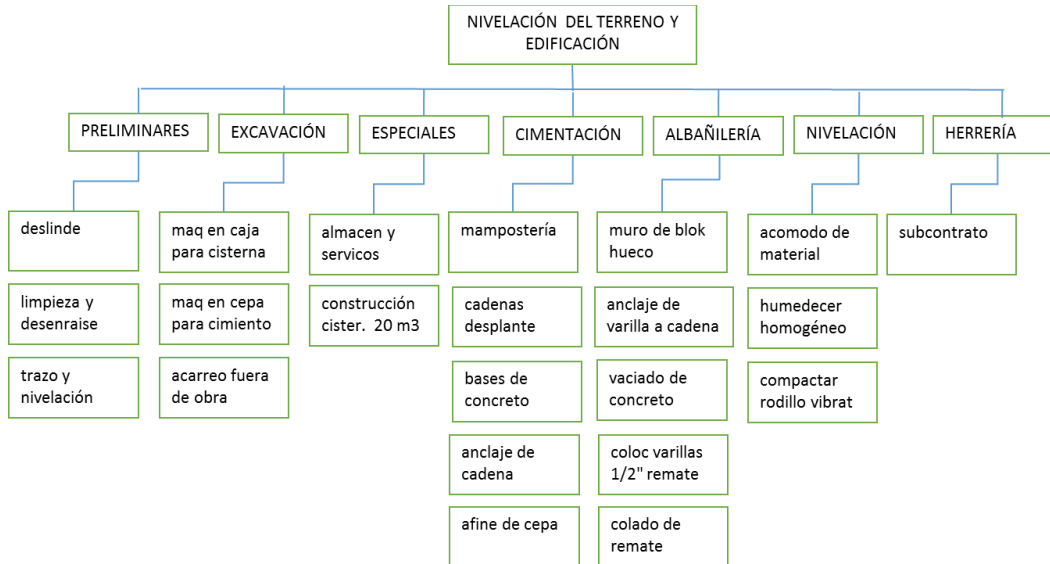 NIVELACIÓN DEL TERRENO Y
EDIFICACIÓN
PRELIMINARES
EXCAVACIÓN
ESPECIALES
CIMENTACIÓN
ALBAÑILERÍA
NIVELACIÓN
HERRERÍA
deslinde
limpieza y
desenraise
trazo y
nivelación
maq en caja
para cisterna
maq en cepa
para cimiento
acarreo fuera
de obra
almacen y
servicos
construcción
cister. 20 m3
mampostería
cadenas
desplante
bases de
concreto
anclaje de
cadena
afine de cepa
muro de blok
hueco
anclaje de
varilla a cadena
vaciado de
concreto
coloc varillas
1/2" remate
colado de
remate
acomodo de
material
humedecer
homogéneo
compactar
rodillo vibrat
subcontrato